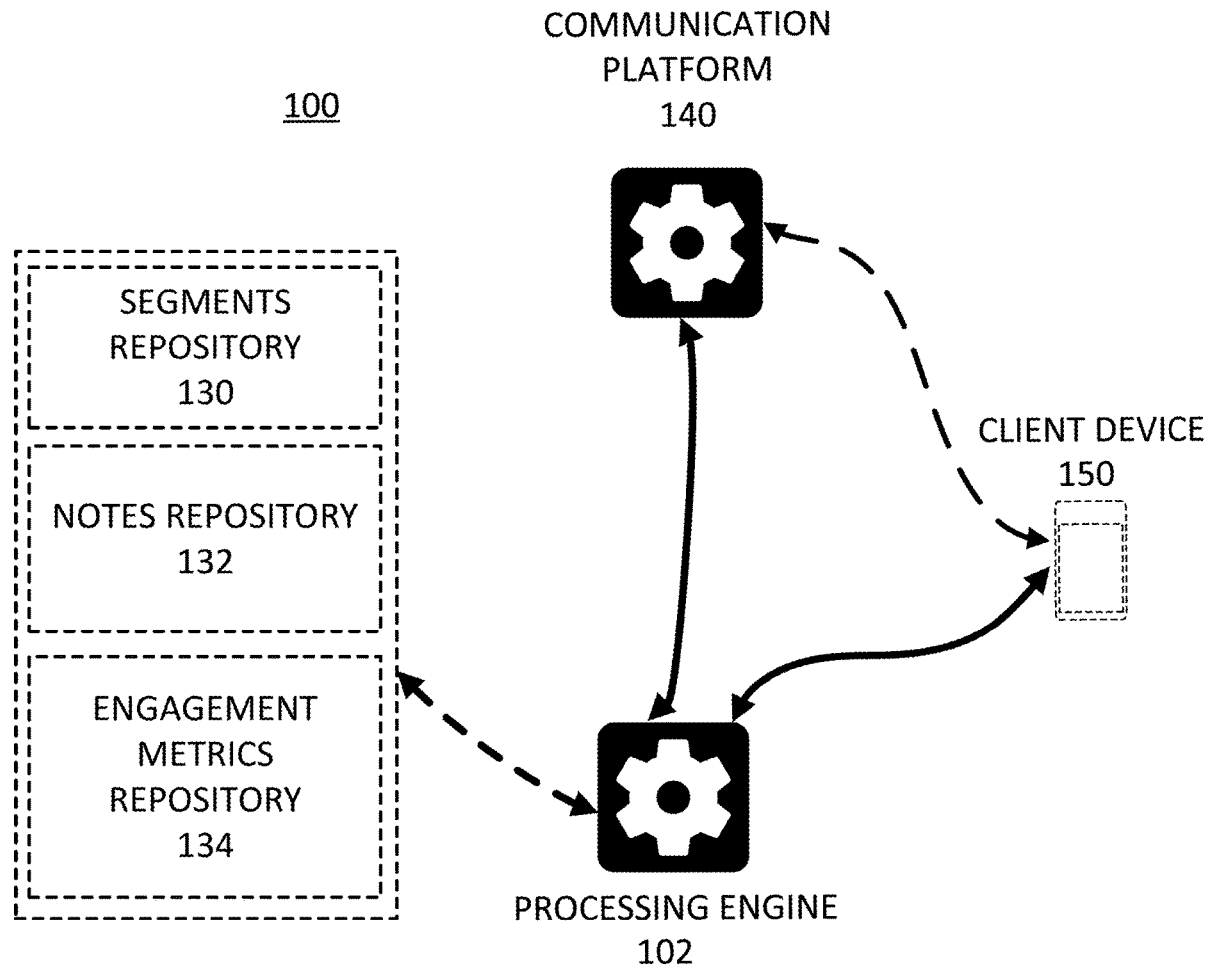 COMMUNICATION
PLATFORM
140
100
SEGMENTS
REPOSITORY
130
NOTES REPOSITORY
132
ENGAGEMENT
METRICS
REPOSITORY
134
CLIENT DEVICE
150
PROCESSING ENGINE
102